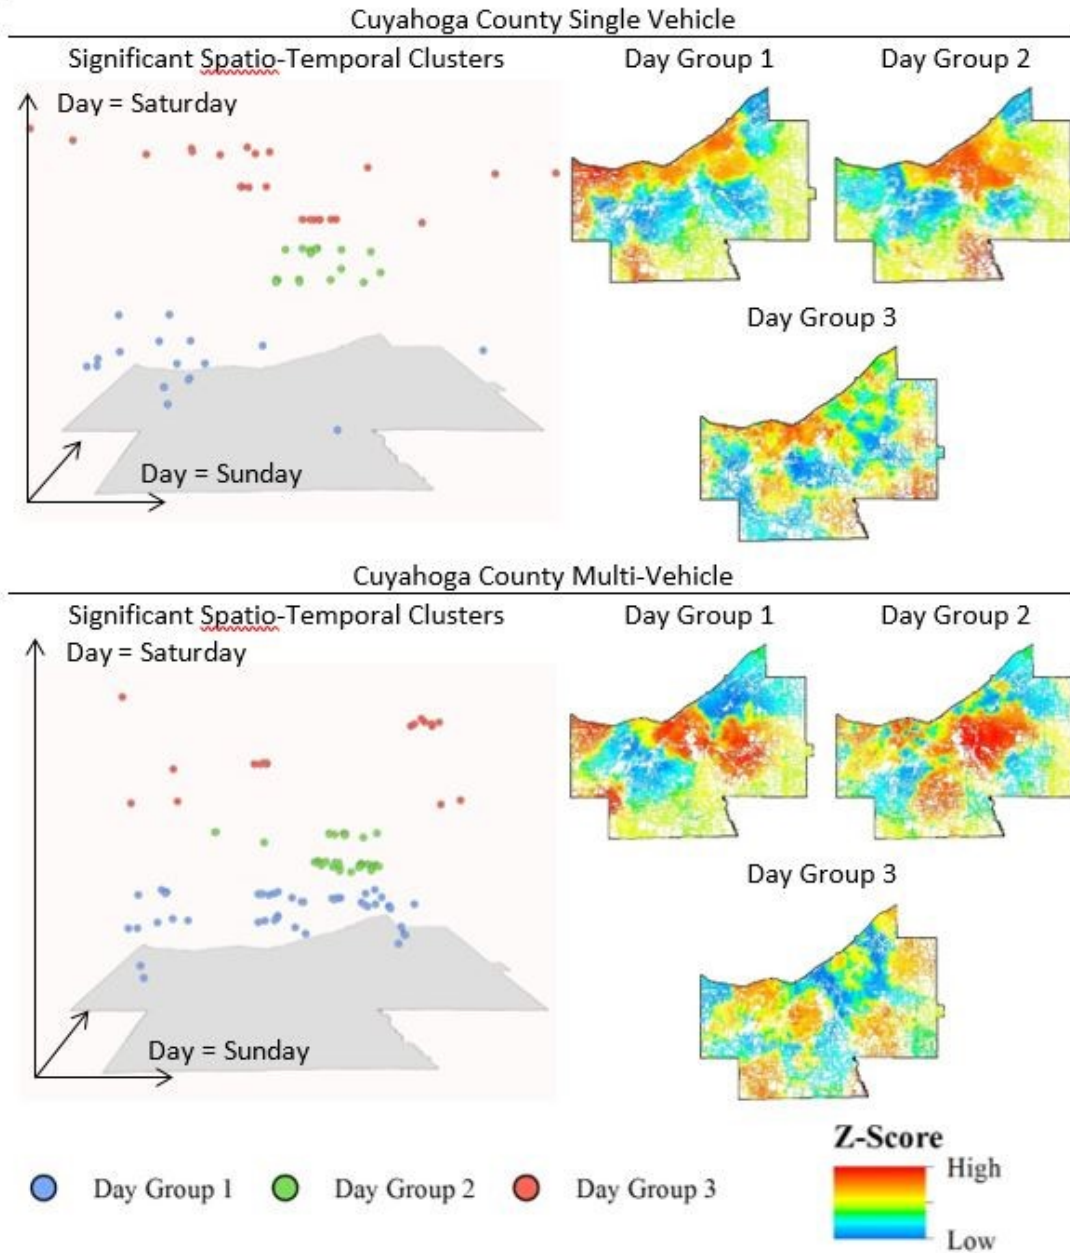 Cuyahoga County Single Vehicle
Significant Spatio-Temporal Clusters
Day Group 1
Day Group 2
Day = Saturday
Day Group 3
Day = Sunday
Cuyahoga County Multi-Vehicle
Significant Spatio-Temporal Clusters
Day Group 1
Day Group 2
Day = Saturday
Day Group 3
Day = Sunday
Z-Score
High
Low
Day Group 1
Day Group 2
Day Group 3